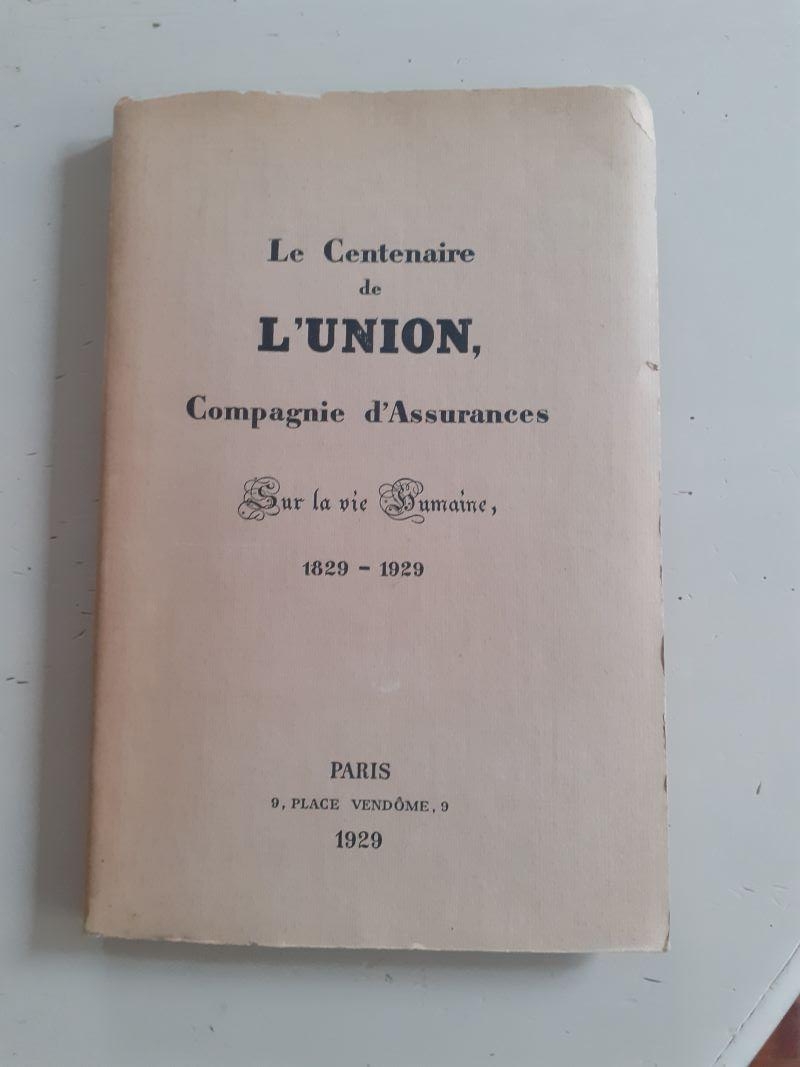 Le Centenaire
de
L'UNION,
Compagnie d'Assurances
Sur la vie Humaine,
1829 - 1929
PARIS
9, PLACE VENDÔME, 9
1929